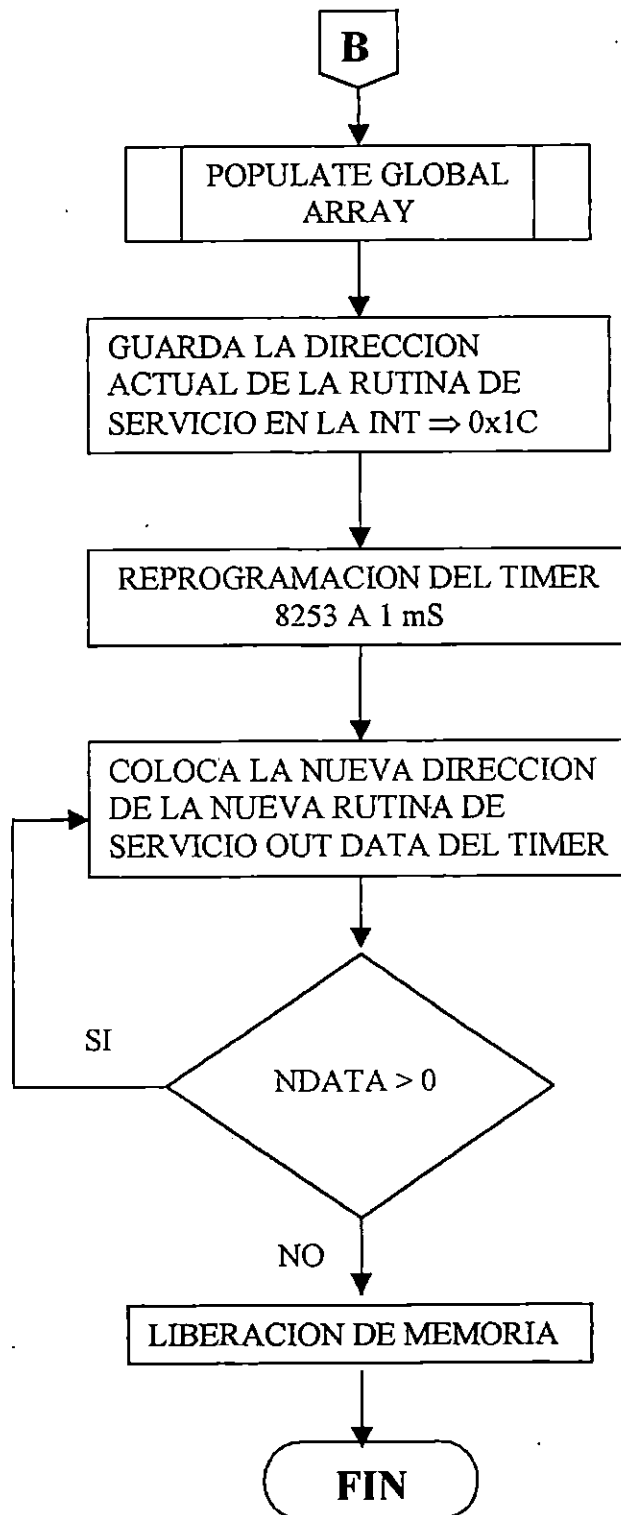 B
POPULATE GLOBAL
ARRAY
GUARDA LA DIRECCION
ACTUAL DE LA RUTINA DE
SERVICIO EN LA INT ⇒ 0x1C
REPROGRAMACION DEL TIMER
8253 A 1 mS
COLOCA LA NUEVA DIRECCION
DE LA NUEVA RUTINA DE
SERVICIO OUT DATA DEL TIMER
SI
NDATA > 0
NO
LIBERACION DE MEMORIA
FIN